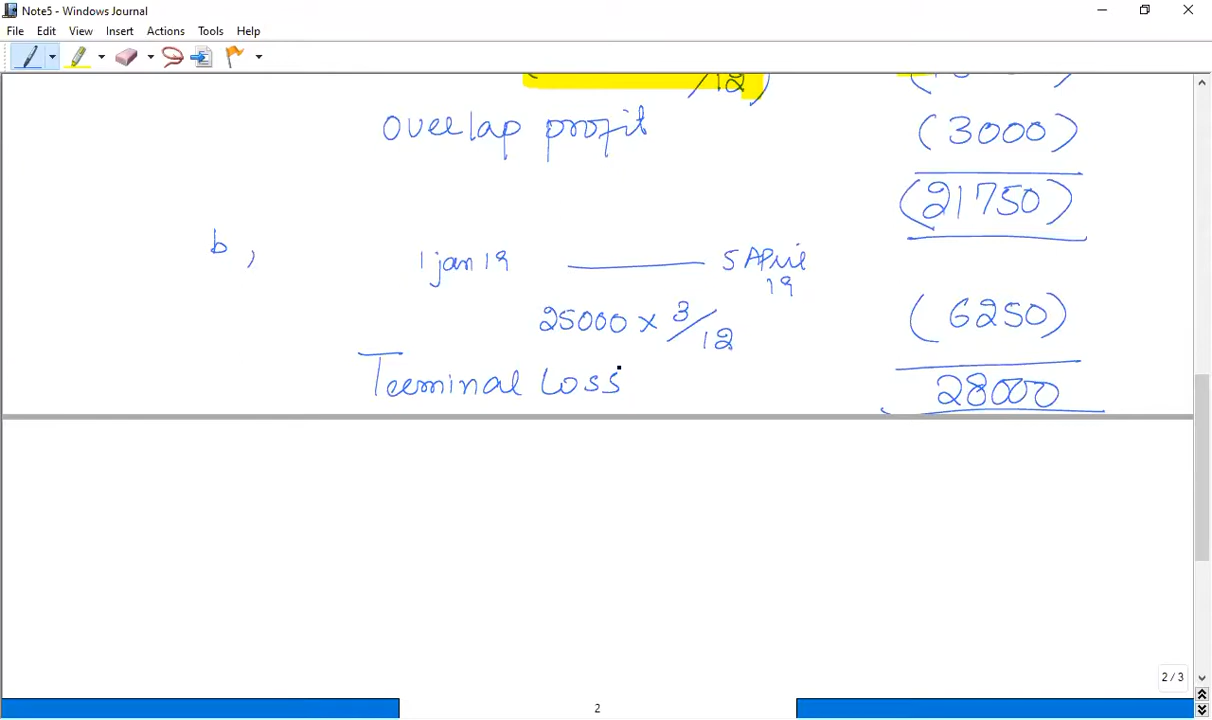 Note5 - Windows Journal
File Edit View Insert Actions Tools Help
/12)
overlap profit (3000)
(21750)
b, 1 jan 19 —— 5 April 19
25000 × 3/12 (6250)
Terminal Loss 28000
2 / 3
2